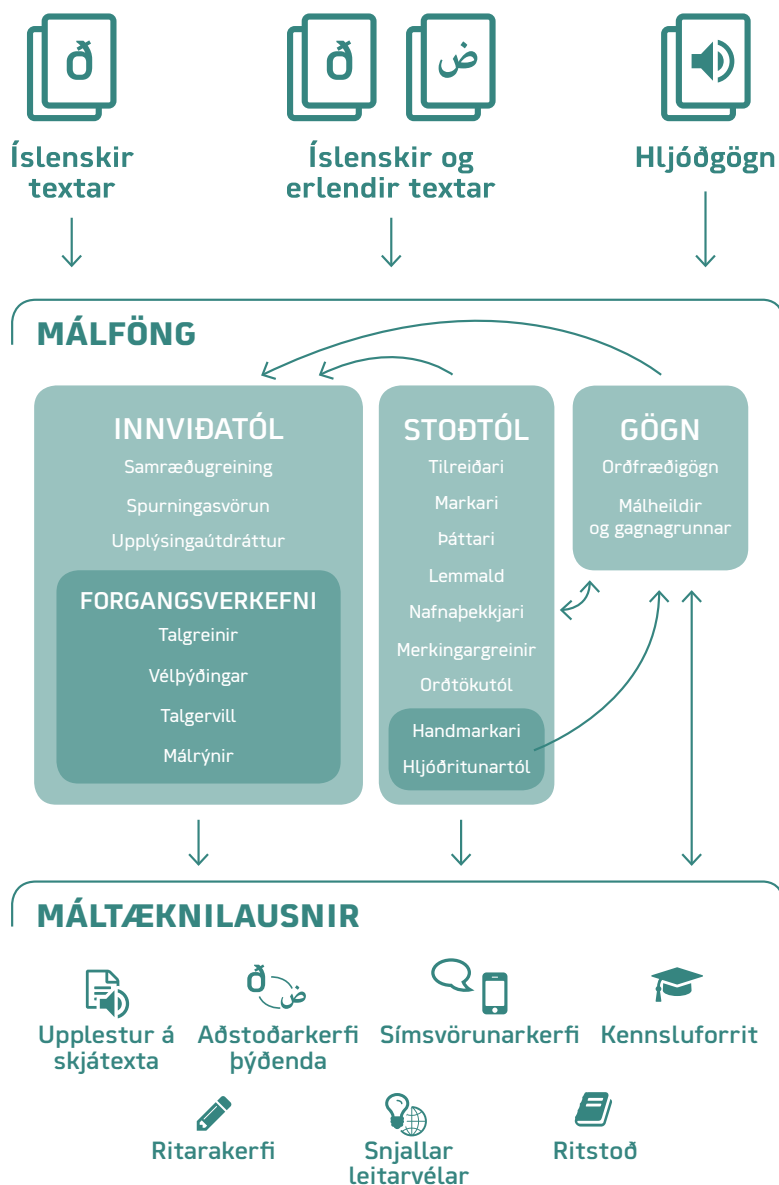 ð
ð
ض
Íslenskir
textar
Íslenskir og
erlendir textar
Hljóðgögn
MÁLFÖNG
INNVIÐATÓL
Samræðugreining
Spurningasvörun
Upplýsingaútdráttur
FORGANGSVERKEFNI
Talgreinir
Vélþýðingar
Talgervill
Málrýnir
STOÐTÓL
Tilreiðari
Markari
Þáttari
Lemmald
Nafnaþekkjari
Merkingargreinir
Orðtökutól
Handmarkari
Hljóðritunartól
GÖGN
Orðfræðigögn
Málheildir
og gagnagrunnar
MÁLTÆKNILAUSNIR
Upplestur á
skjátexta
ð
ض
Aðstoðarkerfi
þýðenda
Símsvörunarkerfi
Kennsluforrit
Ritarakerfi
Snjallar
leitarvélar
Ritstoð